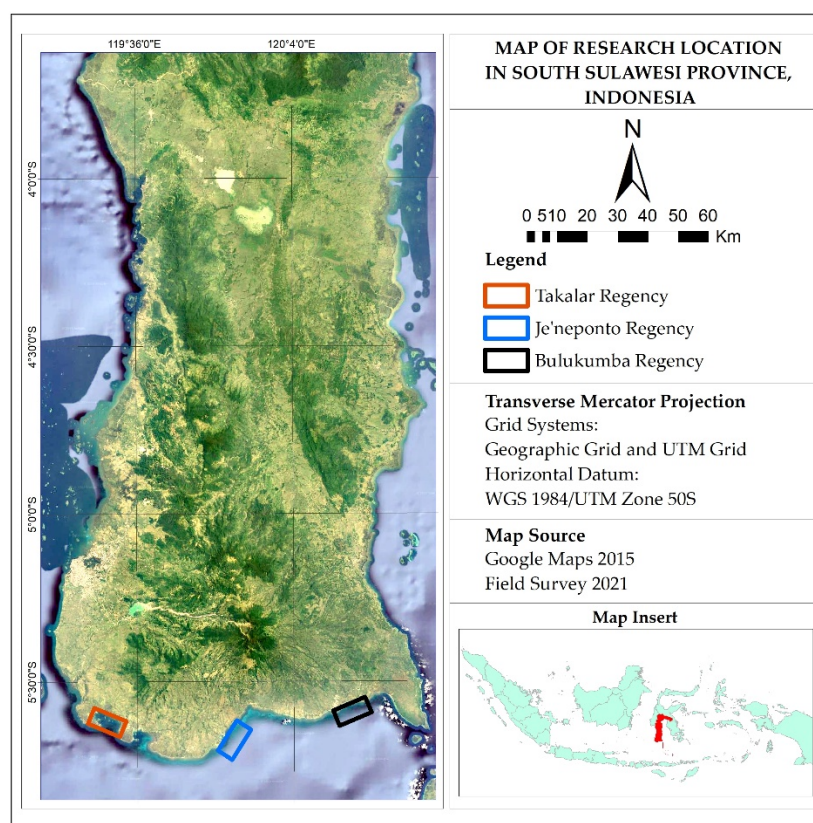 119°36'0"E 120°4'0"E
4°0'0"S
4°30'0"S
5°0'0"S
5°30'0"S
MAP OF RESEARCH LOCATION
IN SOUTH SULAWESI PROVINCE,
INDONESIA
N
0 510 20 30 40 50 60
Km
Legend
Takalar Regency
Je'neponto Regency
Bulukumba Regency
Transverse Mercator Projection
Grid Systems:
Geographic Grid and UTM Grid
Horizontal Datum:
WGS 1984/UTM Zone 50S
Map Source
Google Maps 2015
Field Survey 2021
Map Insert